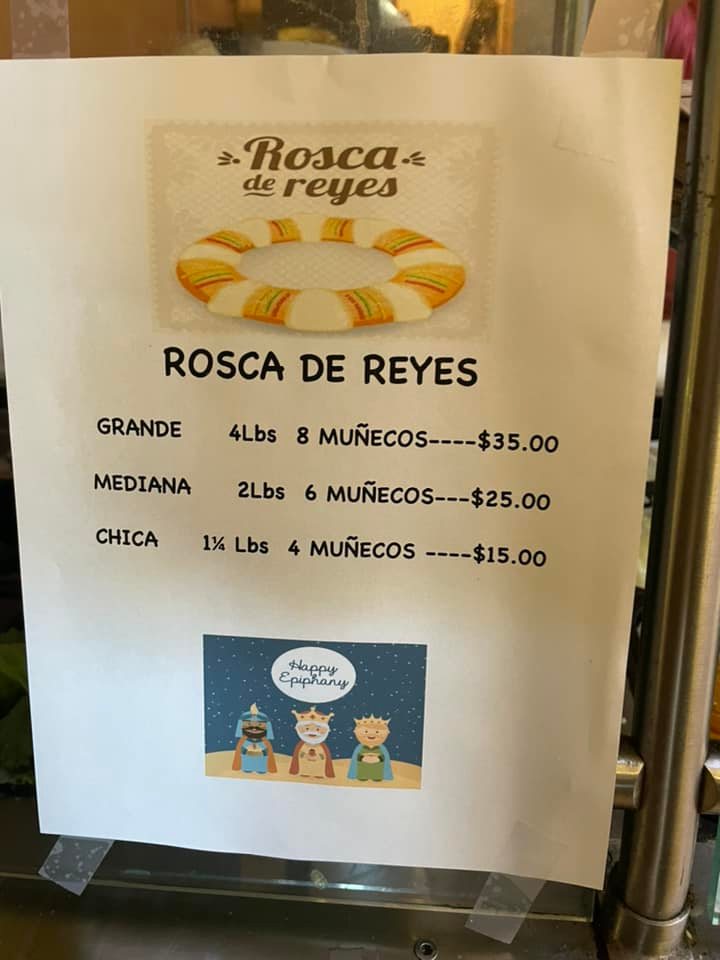 Rosca
de reyes
ROSCA DE REYES
GRANDE 4Lbs 8 MUÑECOS----$35.00
MEDIANA 2Lbs 6 MUÑECOS---$25.00
CHICA 1¼ Lbs 4 MUÑECOS ----$15.00
Happy
Epiphany